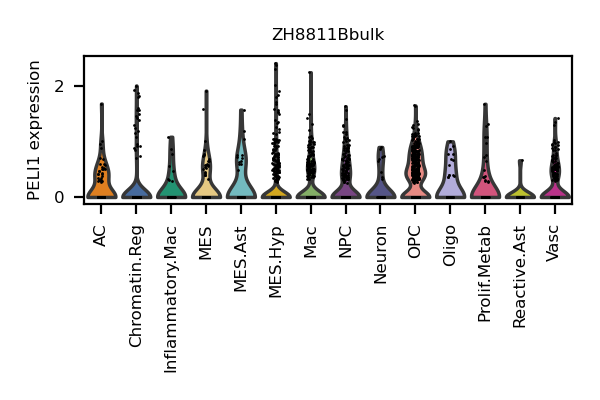 ZH8811Bbulk
PELI1 expression
2
0
AC
Chromatin.Reg
Inflammatory.Mac
MES
MES.Ast
MES.Hyp
Mac
NPC
Neuron
OPC
Oligo
Prolif.Metab
Reactive.Ast
Vasc